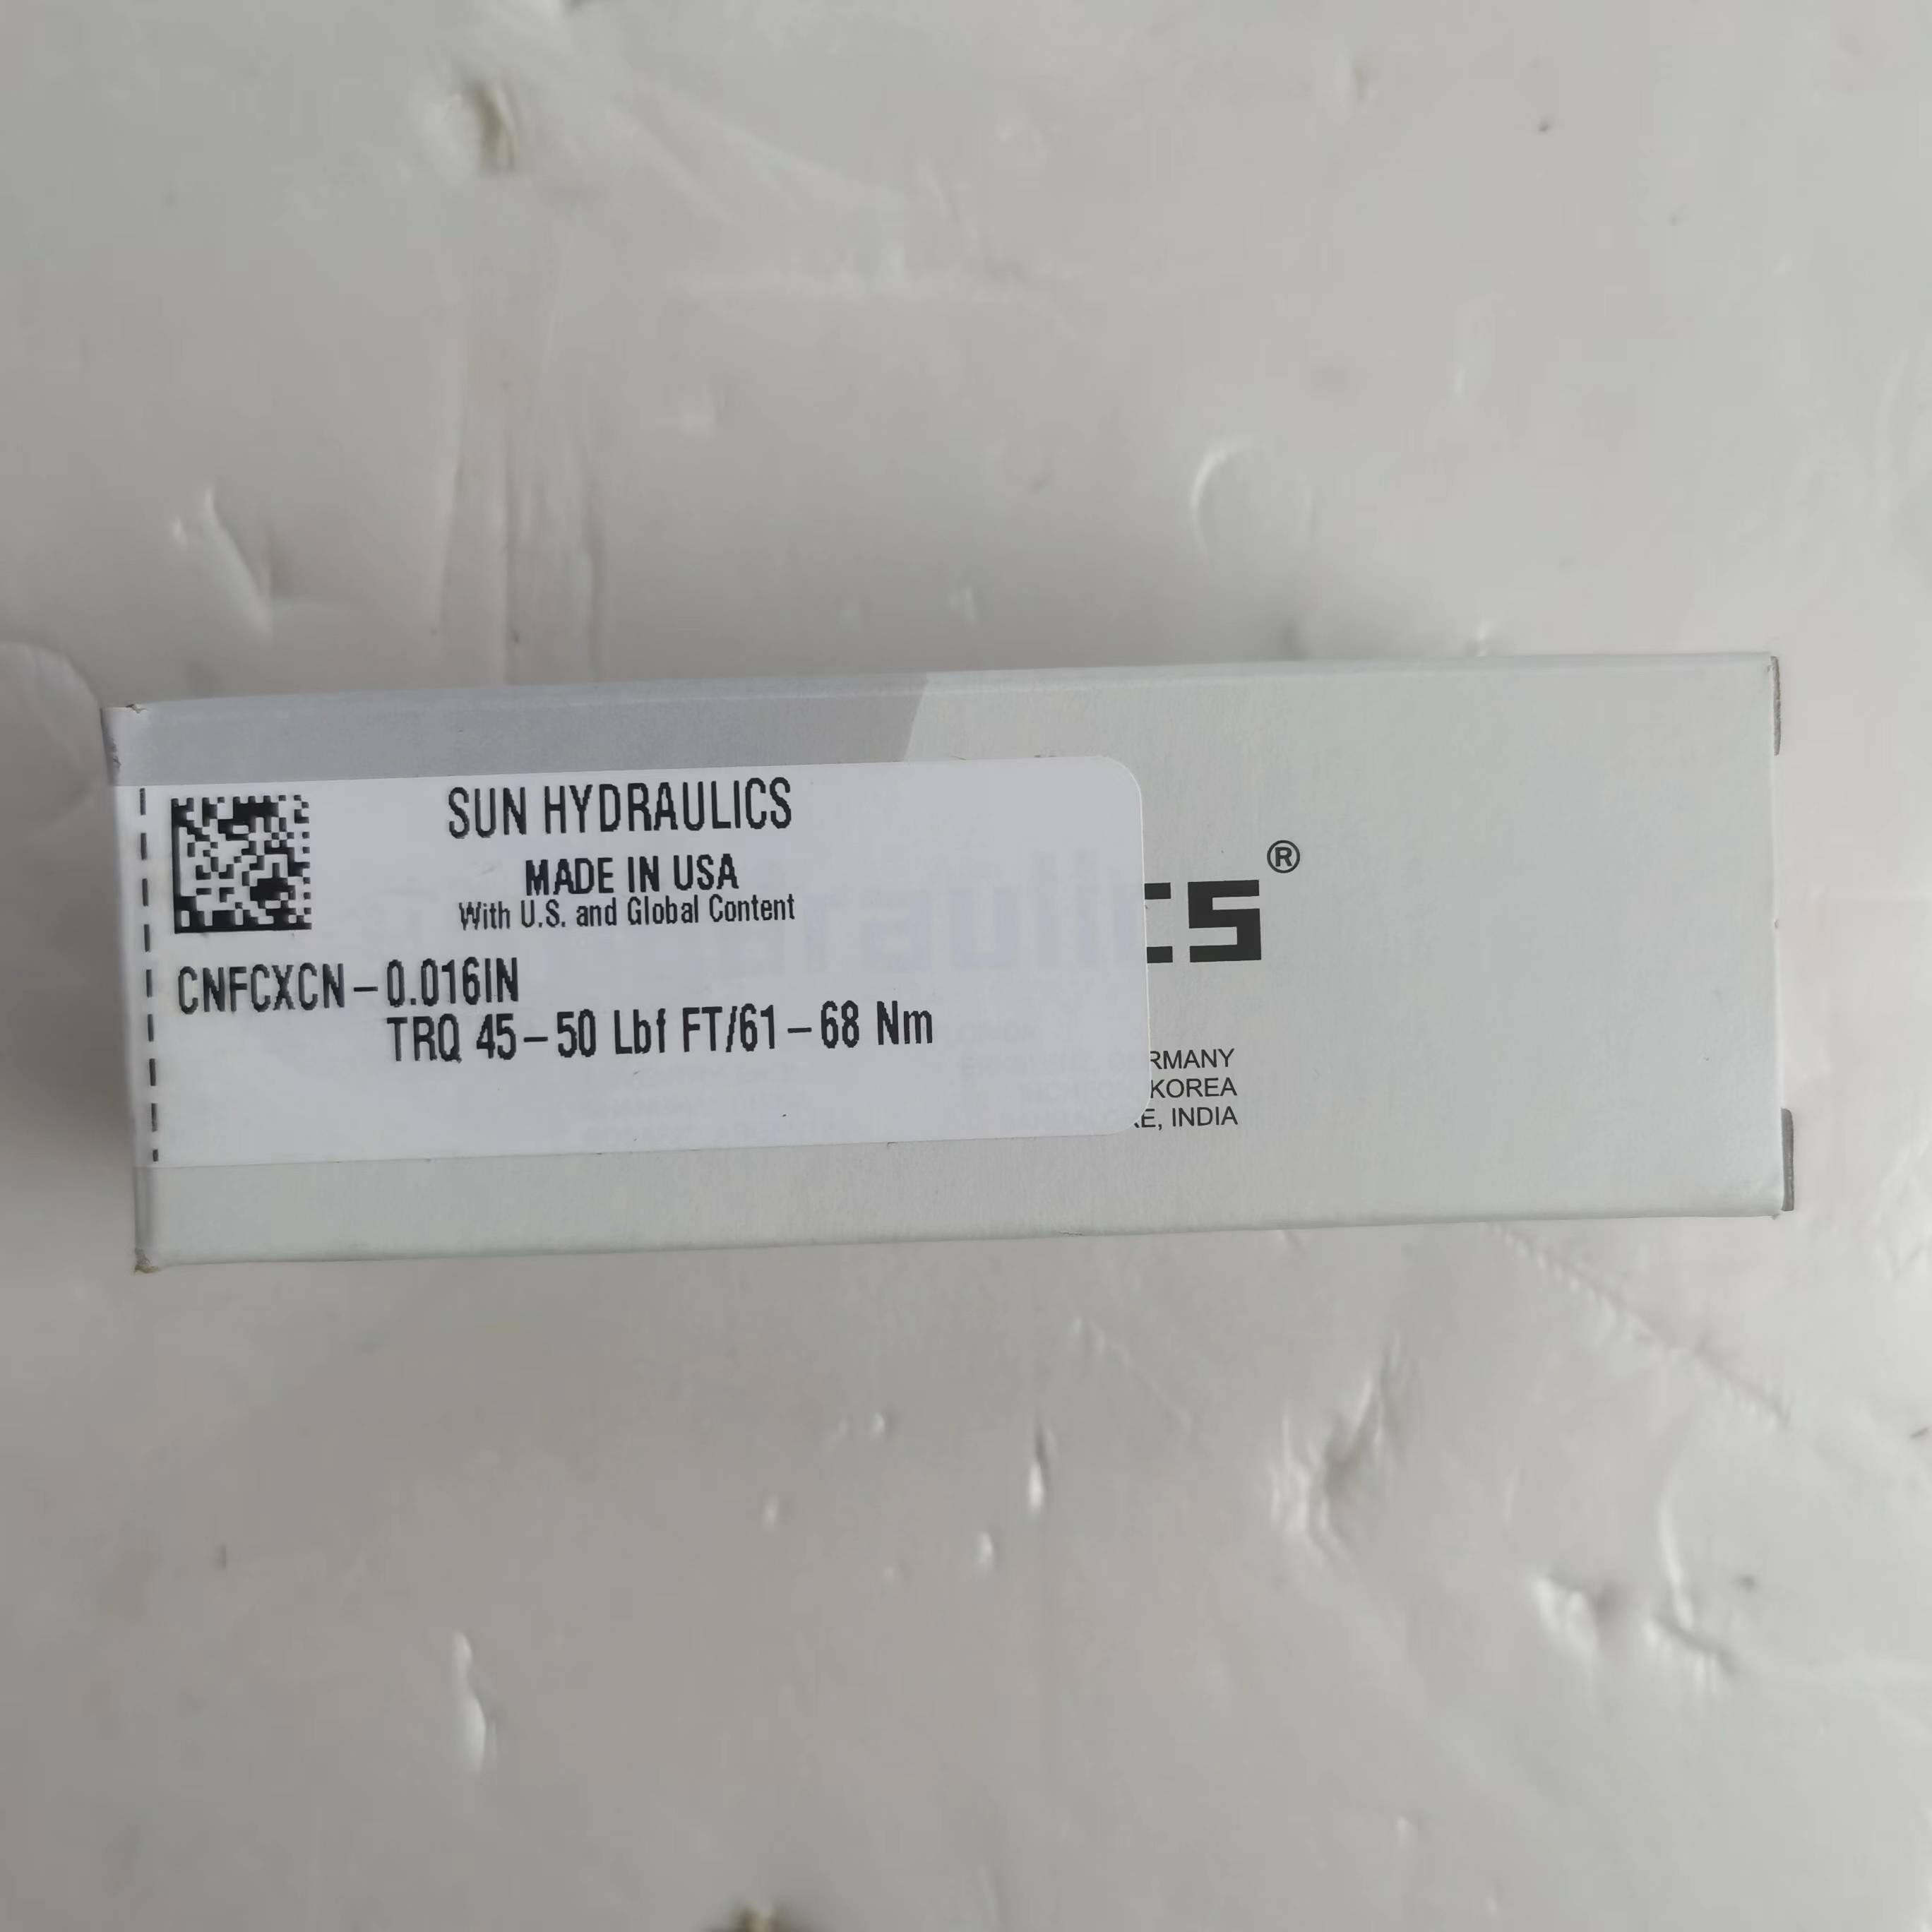 SUN HYDRAULICS
MADE IN USA
With U.S. and Global Content
CNFCXCN-0.016IN
TRQ 45-50 Lbf FT/61-68 Nm
cs®
KOREA
INDIA